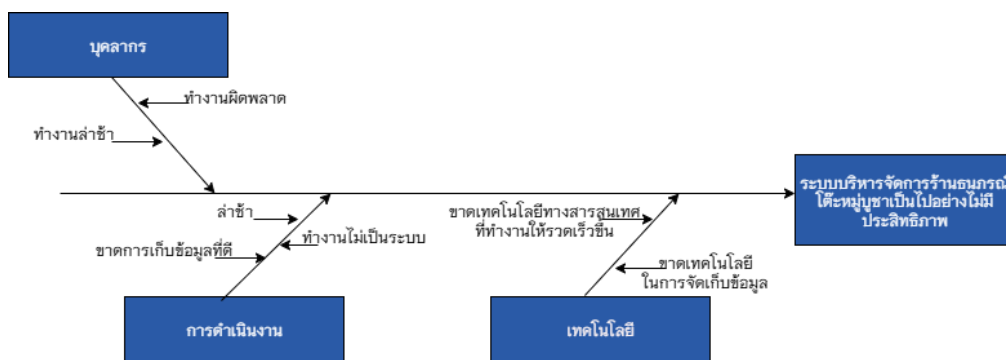 บุคลากร
ทำงานผิดพลาด
ทำงานล่าช้า
ระบบบริหารจัดการร้านธนภรณ์
โต๊ะหมู่บูชาเป็นไปอย่างไม่มี
ประสิทธิภาพ
ล่าช้า
ทำงานไม่เป็นระบบ
ขาดการเก็บข้อมูลที่ดี
ขาดเทคโนโลยีทางสารสนเทศ
ที่ทำงานให้รวดเร็วขึ้น
ขาดเทคโนโลยี
ในการจัดเก็บข้อมูล
การดำเนินงาน
เทคโนโลยี